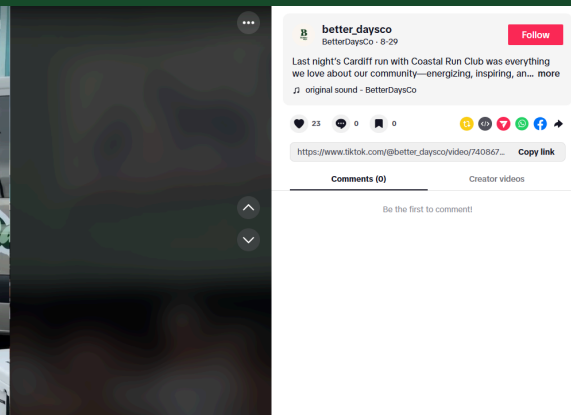 better_daysco
BetterDaysCo · 8-29
Follow
Last night's Cardiff run with Coastal Run Club was everything
we love about our community—energizing, inspiring, an... more
original sound - BetterDaysCo
23
0
0
https://www.tiktok.com/@better_daysco/video/740867...
Copy link
Comments (0)
Creator videos
Be the first to comment!